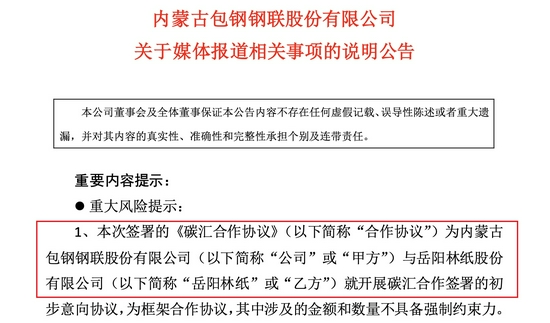 内蒙古包钢钢联股份有限公司
关于媒体报道相关事项的说明公告
本公司董事会及全体董事保证本公告内容不存在任何虚假记载、误导性陈述或者重大遗
漏，并对其内容的真实性、准确性和完整性承担个别及连带责任。
重要内容提示：
● 重大风险提示：
1、本次签署的《碳汇合作协议》（以下简称“合作协议”）为内蒙古
包钢钢联股份有限公司（以下简称“公司”或“甲方”）与岳阳林纸股份
有限公司（以下简称“岳阳林纸”或“乙方”）就开展碳汇合作签署的初
步意向协议，为框架合作协议，其中涉及的金额和数量不具备强制约束力。